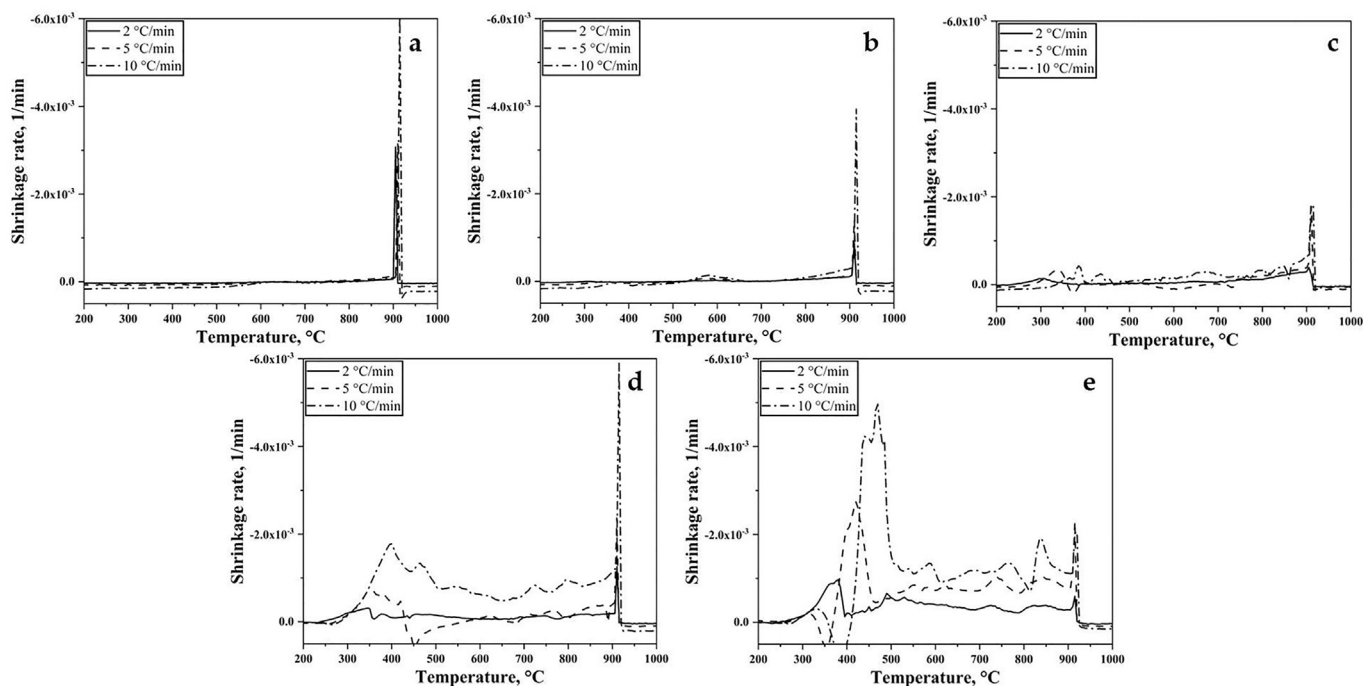 a
2 °C/min
5 °C/min
10 °C/min
Shrinkage rate, 1/min
-6.0x10⁻³
-4.0x10⁻³
-2.0x10⁻³
0.0
200 300 400 500 600 700 800 900 1000
Temperature, °C
b
2 °C/min
5 °C/min
10 °C/min
Shrinkage rate, 1/min
-6.0x10⁻³
-4.0x10⁻³
-2.0x10⁻³
0.0
200 300 400 500 600 700 800 900 1000
Temperature, °C
c
2 °C/min
5 °C/min
10 °C/min
Shrinkage rate, 1/min
-6.0x10⁻³
-4.0x10⁻³
-2.0x10⁻³
0.0
200 300 400 500 600 700 800 900 1000
Temperature, °C
d
2 °C/min
5 °C/min
10 °C/min
Shrinkage rate, 1/min
-6.0x10⁻³
-4.0x10⁻³
-2.0x10⁻³
0.0
200 300 400 500 600 700 800 900 1000
Temperature, °C
e
2 °C/min
5 °C/min
10 °C/min
Shrinkage rate, 1/min
-6.0x10⁻³
-4.0x10⁻³
-2.0x10⁻³
0.0
200 300 400 500 600 700 800 900 1000
Temperature, °C